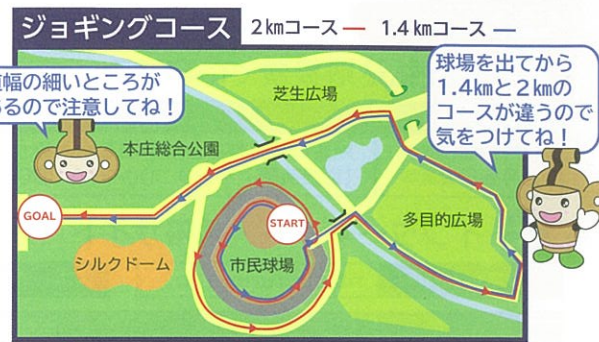 ジョギングコース 2kmコース 1.4kmコース
道幅の細いところが
あるので注意してね!
球場を出てから
1.4kmと2kmの
コースが違うので
気をつけてね!
芝生広場
本庄総合公園
GOAL
START
多目的広場
シルクドーム
市民球場